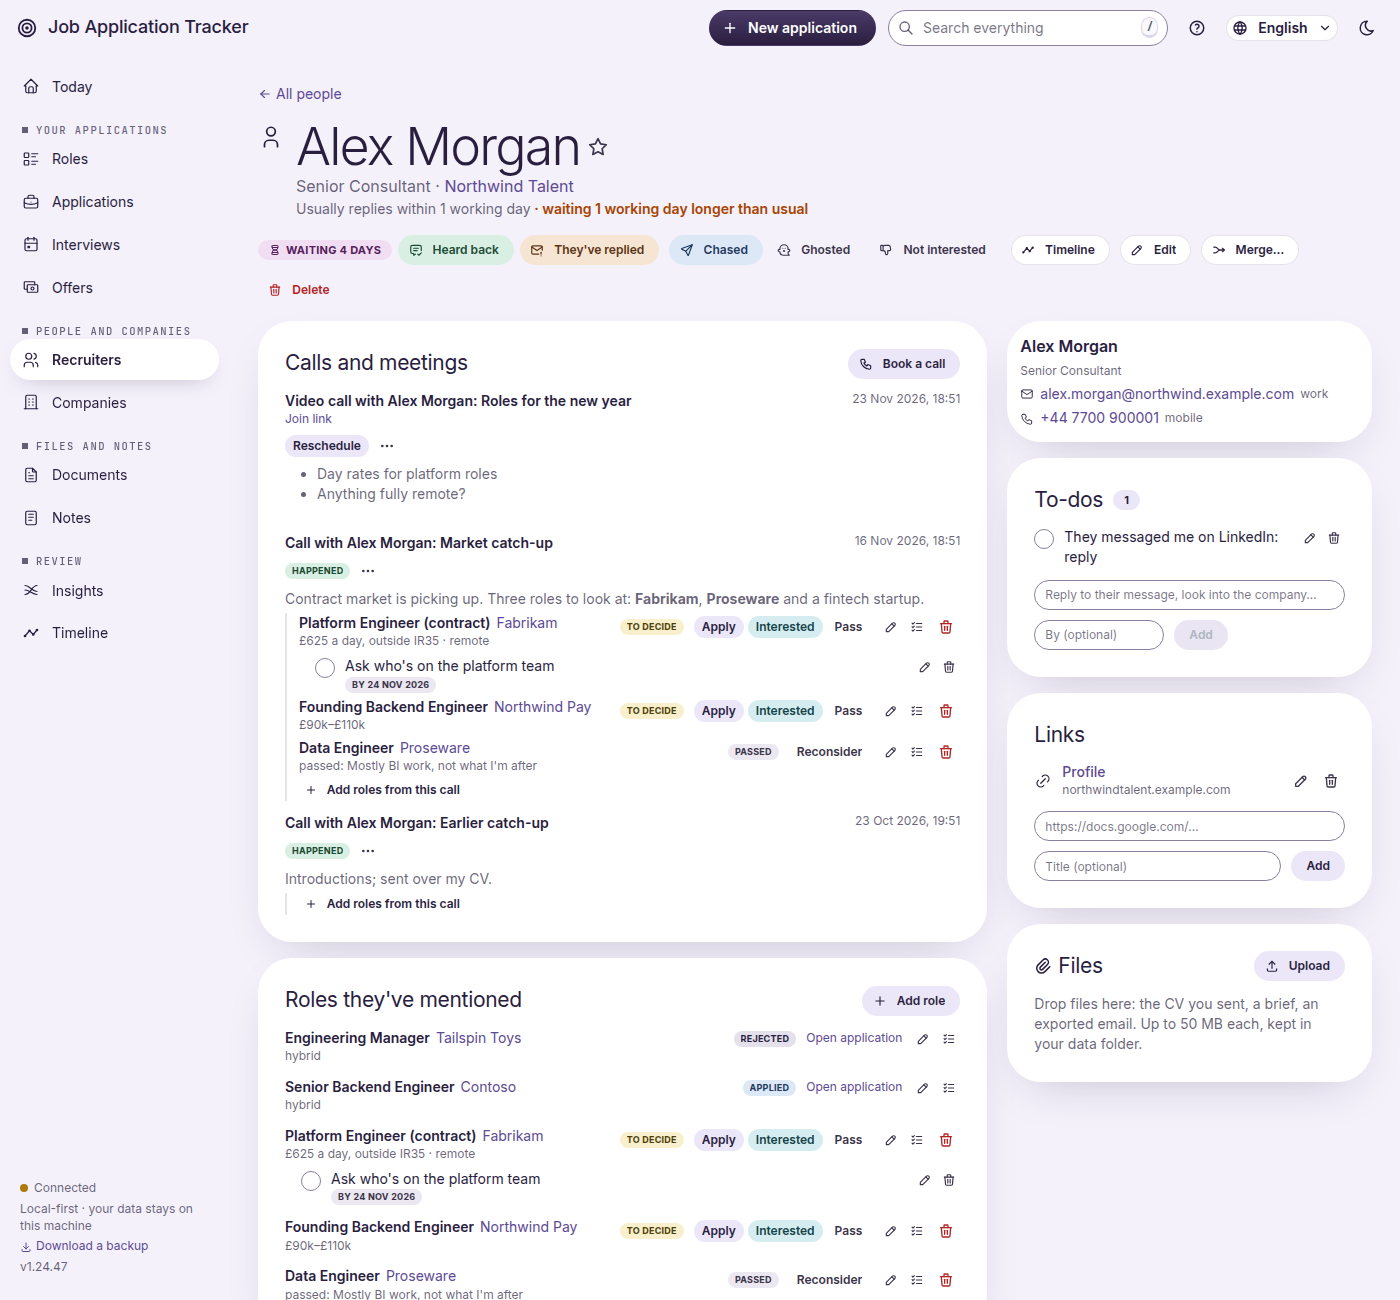 Job Application Tracker
New application
Search everything
/
English
Today
YOUR APPLICATIONS
Roles
Applications
Interviews
Offers
PEOPLE AND COMPANIES
Recruiters
Companies
FILES AND NOTES
Documents
Notes
REVIEW
Insights
Timeline
Connected
Local-first · your data stays on
this machine
Download a backup
v1.24.47
← All people
Alex Morgan
Senior Consultant · Northwind Talent
Usually replies within 1 working day · waiting 1 working day longer than usual
WAITING 4 DAYS
Heard back
They've replied
Chased
Ghosted
Not interested
Timeline
Edit
Merge...
Delete
Calls and meetings
Book a call
Video call with Alex Morgan: Roles for the new year
23 Nov 2026, 18:51
Join link
Reschedule
• Day rates for platform roles
• Anything fully remote?
Call with Alex Morgan: Market catch-up
16 Nov 2026, 18:51
HAPPENED
Contract market is picking up. Three roles to look at: Fabrikam, Proseware and a fintech startup.
Platform Engineer (contract) Fabrikam
TO DECIDE Apply Interested Pass
£625 a day, outside IR35 · remote
Ask who's on the platform team
BY 24 NOV 2026
Founding Backend Engineer Northwind Pay
TO DECIDE Apply Interested Pass
£90k–£110k
Data Engineer Proseware
PASSED Reconsider
passed: Mostly BI work, not what I'm after
Add roles from this call
Call with Alex Morgan: Earlier catch-up
23 Oct 2026, 19:51
HAPPENED
Introductions; sent over my CV.
Add roles from this call
Roles they've mentioned
Add role
Engineering Manager Tailspin Toys
REJECTED Open application
hybrid
Senior Backend Engineer Contoso
APPLIED Open application
hybrid
Platform Engineer (contract) Fabrikam
TO DECIDE Apply Interested Pass
£625 a day, outside IR35 · remote
Ask who's on the platform team
BY 24 NOV 2026
Founding Backend Engineer Northwind Pay
TO DECIDE Apply Interested Pass
£90k–£110k
Data Engineer Proseware
PASSED Reconsider
passed: Mostly BI work, not what I'm after
Alex Morgan
Senior Consultant
alex.morgan@northwind.example.com work
+44 7700 900001 mobile
To-dos 1
They messaged me on LinkedIn:
reply
Reply to their message, look into the company...
By (optional)
Add
Links
Profile
northwindtalent.example.com
https://docs.google.com/...
Title (optional)
Add
Files
Upload
Drop files here: the CV you sent, a brief, an
exported email. Up to 50 MB each, kept in
your data folder.